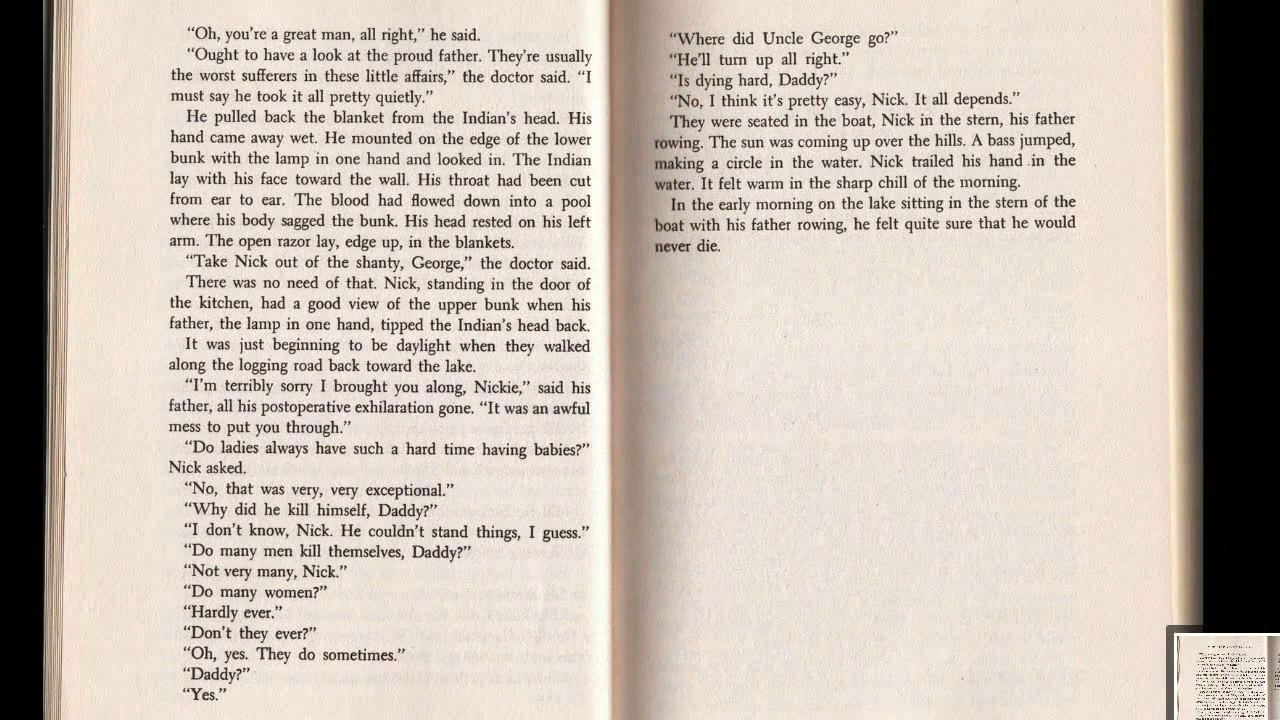 “Oh, you’re a great man, all right,” he said.
“Ought to have a look at the proud father. They’re usually
the worst sufferers in these little affairs,” the doctor said. “I
must say he took it all pretty quietly.”
He pulled back the blanket from the Indian’s head. His
hand came away wet. He mounted on the edge of the lower
bunk with the lamp in one hand and looked in. The Indian
lay with his face toward the wall. His throat had been cut
from ear to ear. The blood had flowed down into a pool
where his body sagged the bunk. His head rested on his left
arm. The open razor lay, edge up, in the blankets.
“Take Nick out of the shanty, George,” the doctor said.
There was no need of that. Nick, standing in the door of
the kitchen, had a good view of the upper bunk when his
father, the lamp in one hand, tipped the Indian’s head back.
It was just beginning to be daylight when they walked
along the logging road back toward the lake.
“I’m terribly sorry I brought you along, Nickie,” said his
father, all his postoperative exhilaration gone. “It was an awful
mess to put you through.”
“Do ladies always have such a hard time having babies?”
Nick asked.
“No, that was very, very exceptional.”
“Why did he kill himself, Daddy?”
“I don’t know, Nick. He couldn’t stand things, I guess.”
“Do many men kill themselves, Daddy?”
“Not very many, Nick.”
“Do many women?”
“Hardly ever.”
“Don’t they ever?”
“Oh, yes. They do sometimes.”
“Daddy?”
“Yes.”
“Where did Uncle George go?”
“He’ll turn up all right.”
“Is dying hard, Daddy?”
“No, I think it’s pretty easy, Nick. It all depends.”
They were seated in the boat, Nick in the stern, his father
rowing. The sun was coming up over the hills. A bass jumped,
making a circle in the water. Nick trailed his hand in the
water. It felt warm in the sharp chill of the morning.
In the early morning on the lake sitting in the stern of the
boat with his father rowing, he felt quite sure that he would
never die.